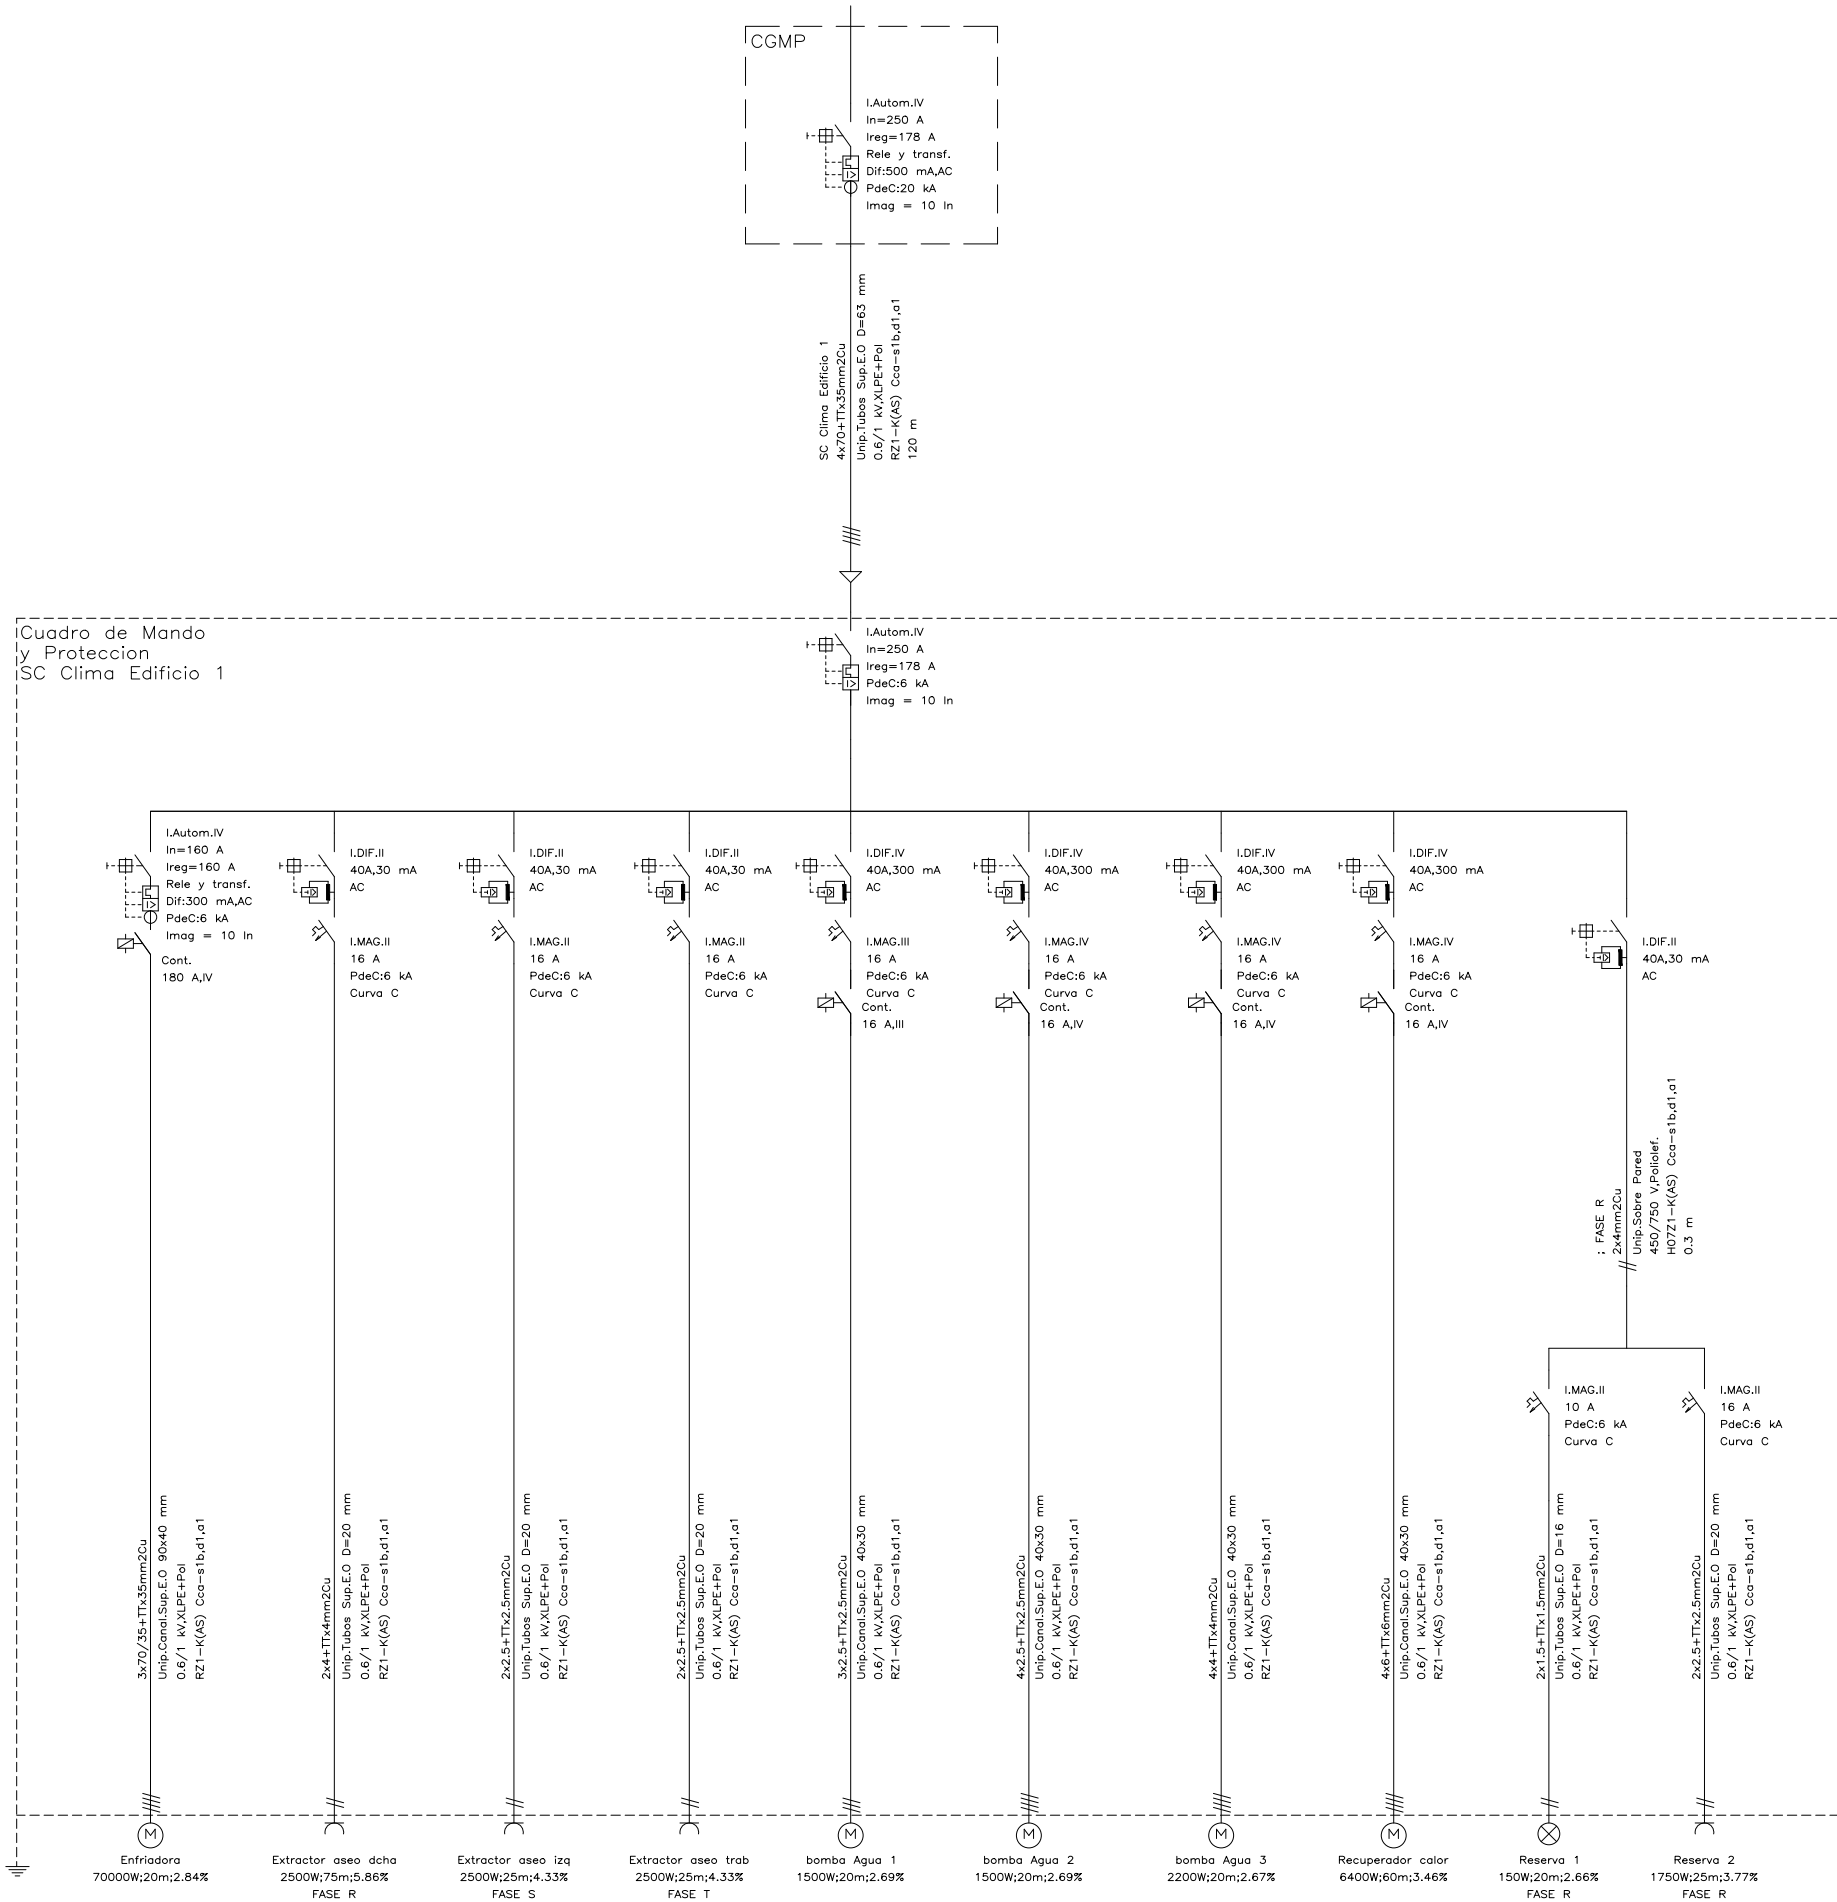 CGMP
I.Autom.IV
In=250 A
Ireg=178 A
Rele y transf.
Dif:500 mA,AC
PdeC:20 kA
Imag = 10 In
SC Clima Edificio 1
4x70+TTx35mm2Cu
Unip.Tubos Sup.E.O D=63 mm
0.6/1 kV,XLPE+Pol
RZ1-K(AS) Cca-s1b,d1,a1
120 m
Cuadro de Mando
y Proteccion
SC Clima Edificio 1
I.Autom.IV
In=250 A
Ireg=178 A
PdeC:6 kA
Imag = 10 In
I.Autom.IV
In=160 A
Ireg=160 A
Rele y transf.
Dif:300 mA,AC
PdeC:6 kA
Imag = 10 In
Cont.
180 A,IV
3x70/35+TTx35mm2Cu
Unip.Canal.Sup.E.O 90x40 mm
0.6/1 kV,XLPE+Pol
RZ1-K(AS) Cca-s1b,d1,a1
M
Enfriadora
70000W;20m;2.84%
I.DIF.II
40A,30 mA
AC
I.MAG.II
16 A
PdeC:6 kA
Curva C
2x4+TTx4mm2Cu
Unip.Tubos Sup.E.O D=20 mm
0.6/1 kV,XLPE+Pol
RZ1-K(AS) Cca-s1b,d1,a1
Extractor aseo dcha
2500W;75m;5.86%
FASE R
I.DIF.II
40A,30 mA
AC
I.MAG.II
16 A
PdeC:6 kA
Curva C
2x2.5+TTx2.5mm2Cu
Unip.Tubos Sup.E.O D=20 mm
0.6/1 kV,XLPE+Pol
RZ1-K(AS) Cca-s1b,d1,a1
Extractor aseo izq
2500W;25m;4.33%
FASE S
I.DIF.II
40A,30 mA
AC
I.MAG.II
16 A
PdeC:6 kA
Curva C
2x2.5+TTx2.5mm2Cu
Unip.Tubos Sup.E.O D=20 mm
0.6/1 kV,XLPE+Pol
RZ1-K(AS) Cca-s1b,d1,a1
Extractor aseo trab
2500W;25m;4.33%
FASE T
I.DIF.IV
40A,300 mA
AC
I.MAG.III
16 A
PdeC:6 kA
Curva C
Cont.
16 A,III
3x2.5+TTx2.5mm2Cu
Unip.Canal.Sup.E.O 40x30 mm
0.6/1 kV,XLPE+Pol
RZ1-K(AS) Cca-s1b,d1,a1
M
bomba Agua 1
1500W;20m;2.69%
I.DIF.IV
40A,300 mA
AC
I.MAG.IV
16 A
PdeC:6 kA
Curva C
Cont.
16 A,IV
4x2.5+TTx2.5mm2Cu
Unip.Canal.Sup.E.O 40x30 mm
0.6/1 kV,XLPE+Pol
RZ1-K(AS) Cca-s1b,d1,a1
M
bomba Agua 2
1500W;20m;2.69%
I.DIF.IV
40A,300 mA
AC
I.MAG.IV
16 A
PdeC:6 kA
Curva C
Cont.
16 A,IV
4x4+TTx4mm2Cu
Unip.Canal.Sup.E.O 40x30 mm
0.6/1 kV,XLPE+Pol
RZ1-K(AS) Cca-s1b,d1,a1
M
bomba Agua 3
2200W;20m;2.67%
I.DIF.IV
40A,300 mA
AC
I.MAG.IV
16 A
PdeC:6 kA
Curva C
Cont.
16 A,IV
4x6+TTx6mm2Cu
Unip.Canal.Sup.E.O 40x30 mm
0.6/1 kV,XLPE+Pol
RZ1-K(AS) Cca-s1b,d1,a1
M
Recuperador calor
6400W;60m;3.46%
I.DIF.II
40A,30 mA
AC
; FASE R
2x4mm2Cu
Unip.Sobre Pared
450/750 V,Poliolef.
H07Z1-K(AS) Cca-s1b,d1,a1
0.3 m
I.MAG.II
10 A
PdeC:6 kA
Curva C
2x1.5+TTx1.5mm2Cu
Unip.Tubos Sup.E.O D=16 mm
0.6/1 kV,XLPE+Pol
RZ1-K(AS) Cca-s1b,d1,a1
Reserva 1
150W;20m;2.66%
FASE R
I.MAG.II
16 A
PdeC:6 kA
Curva C
2x2.5+TTx2.5mm2Cu
Unip.Tubos Sup.E.O D=20 mm
0.6/1 kV,XLPE+Pol
RZ1-K(AS) Cca-s1b,d1,a1
Reserva 2
1750W;25m;3.77%
FASE R